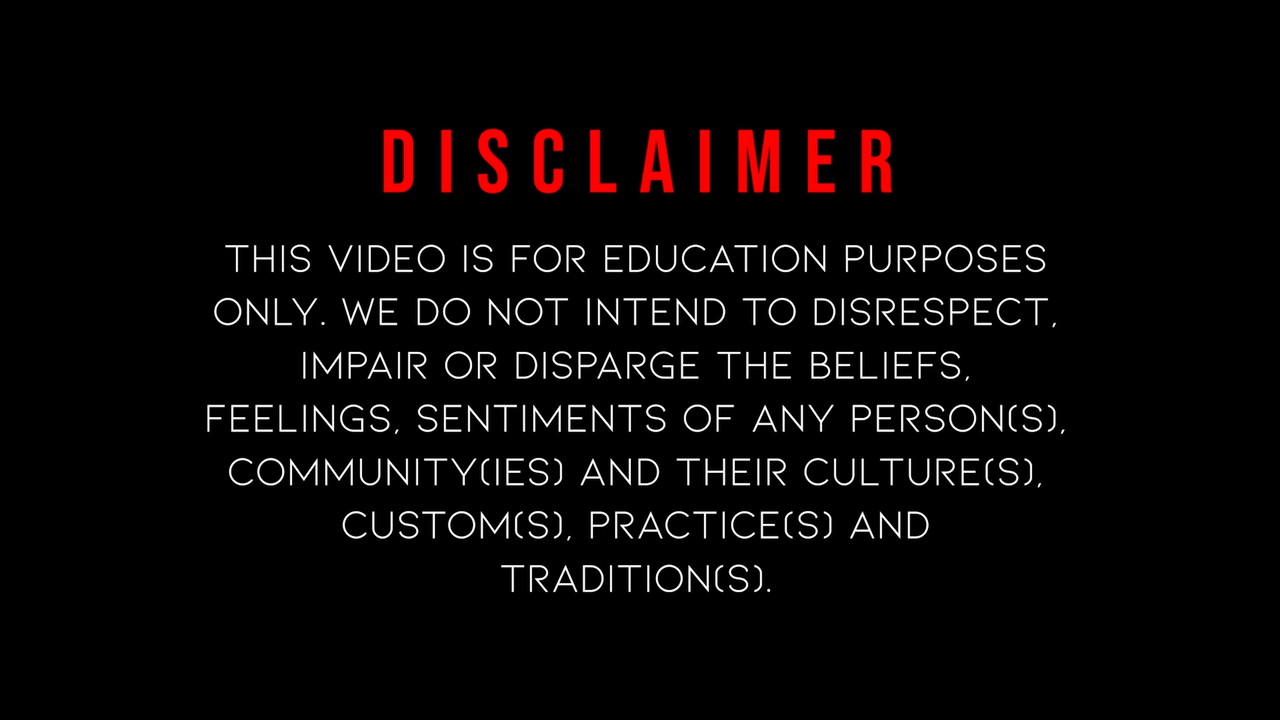 DISCLAIMER
THIS VIDEO IS FOR EDUCATION PURPOSES
ONLY. WE DO NOT INTEND TO DISRESPECT,
IMPAIR OR DISPARGE THE BELIEFS,
FEELINGS, SENTIMENTS OF ANY PERSON(S),
COMMUNITY(IES) AND THEIR CULTURE(S),
CUSTOM(S), PRACTICE(S) AND
TRADITION(S).